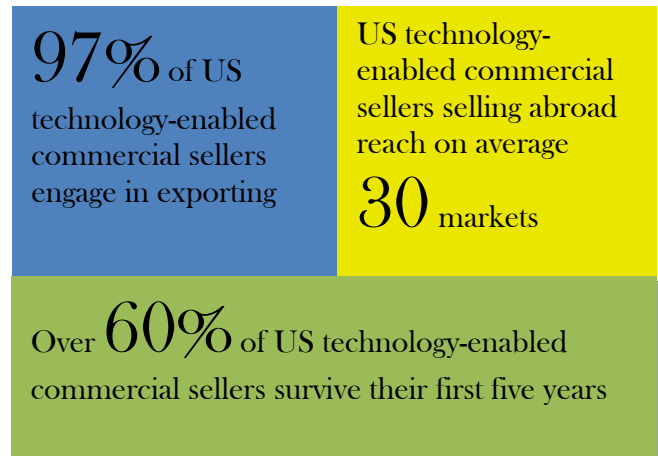 97% of US
technology-enabled
commercial sellers
engage in exporting
US technology-
enabled commercial
sellers selling abroad
reach on average
30 markets
Over 60% of US technology-enabled
commercial sellers survive their first five years